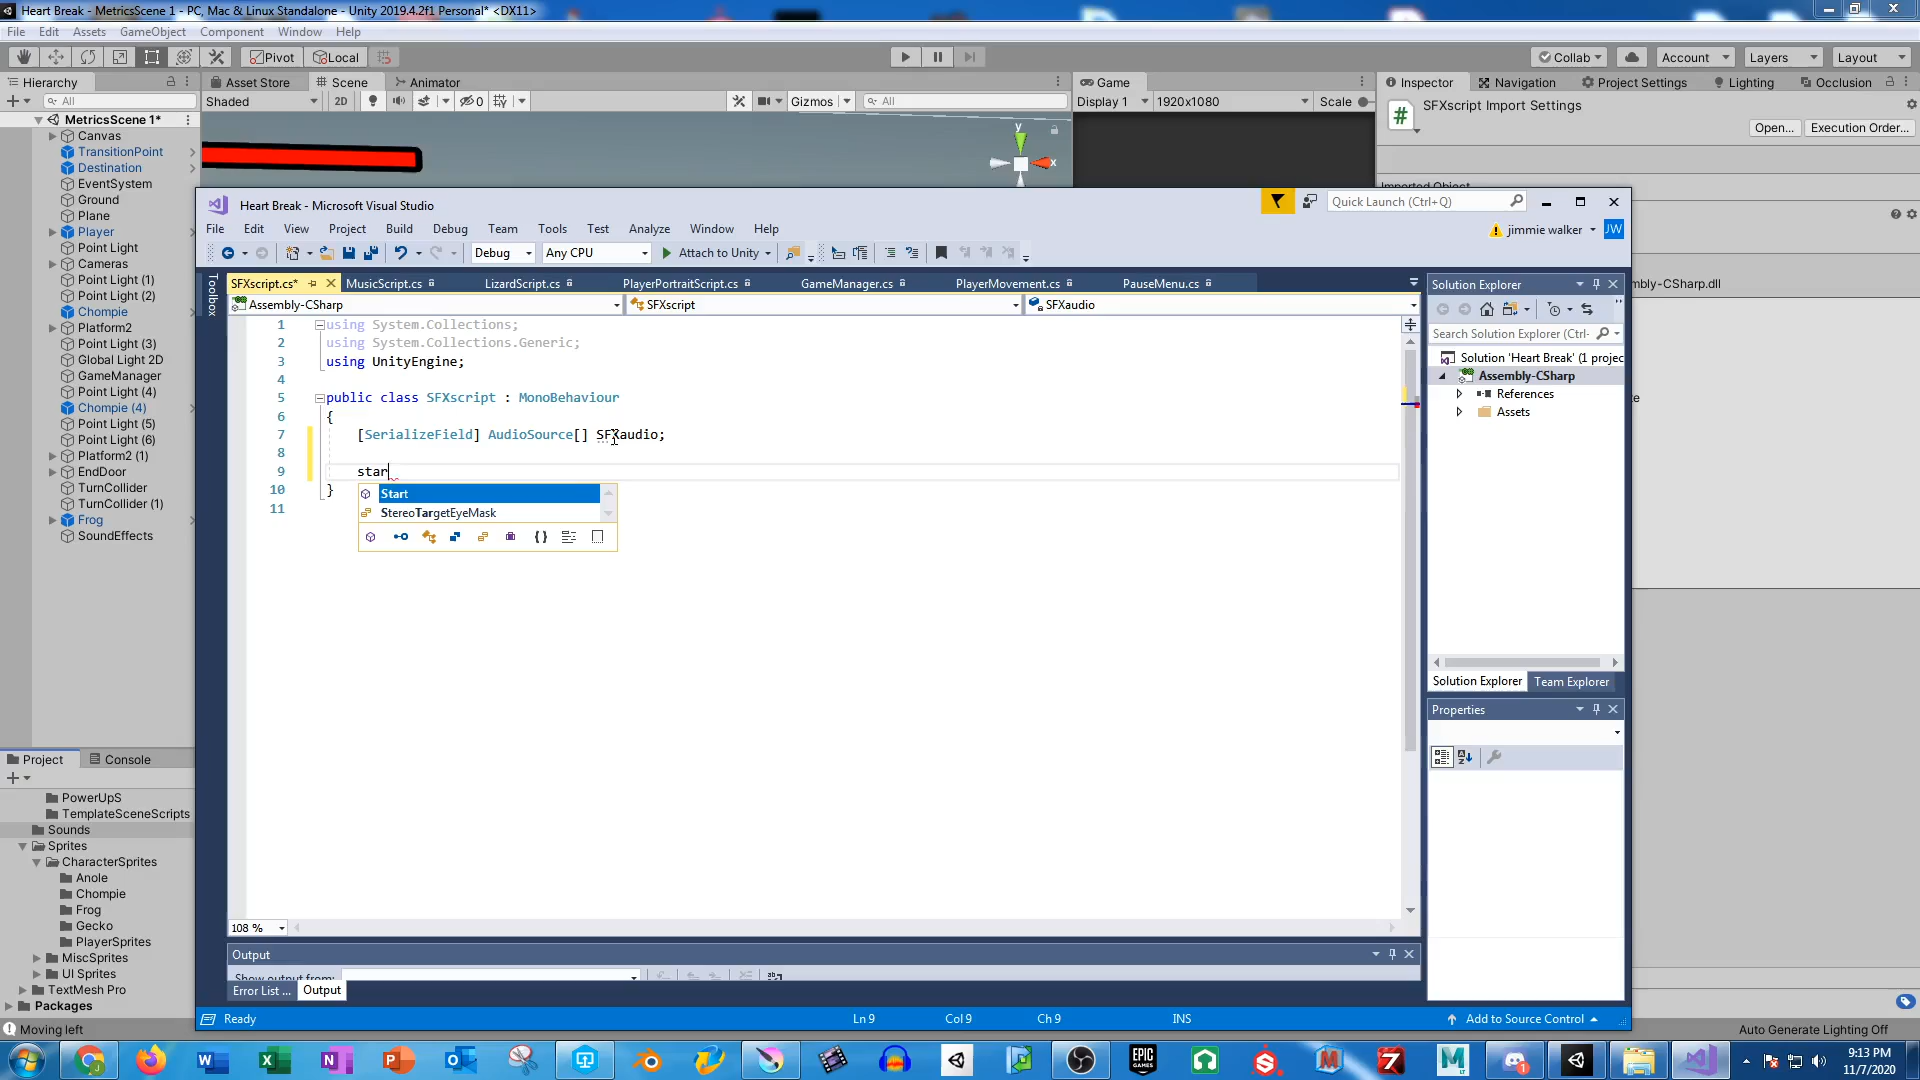 Heart Break - MetricsScene 1 - PC, Mac & Linux Standalone - Unity 2019.4.2f1 Personal* <DX11>
File Edit Assets GameObject Component Window Help
Pivot Local Collab Account Layers Layout
Hierarchy Asset Store Scene Animator Game Inspector Navigation Project Settings Lighting Occlusion
All Shaded 2D 0 Gizmos All Display 1 1920x1080 Scale SFXscript Import Settings
Open... Execution Order...
MetricsScene 1*
Canvas
TransitionPoint
Destination
EventSystem
Ground
Plane
Player
Point Light
Cameras
Point Light (1)
Point Light (2)
Chompie
Platform2
Point Light (3)
Global Light 2D
GameManager
Point Light (4)
Chompie (4)
Point Light (5)
Point Light (6)
Platform2 (1)
EndDoor
TurnCollider
TurnCollider (1)
Frog
SoundEffects
y
x
Imported Object
mbly-CSharp.dll
Heart Break - Microsoft Visual Studio
Quick Launch (Ctrl+Q)
File Edit View Project Build Debug Team Tools Test Analyze Window Help
jimmie walker JW
Debug Any CPU Attach to Unity
Toolbox
SFXscript.cs* MusicScript.cs LizardScript.cs PlayerPortraitScript.cs GameManager.cs PlayerMovement.cs PauseMenu.cs
Assembly-CSharp SFXscript SFXaudio
1 using System.Collections;
2 using System.Collections.Generic;
3 using UnityEngine;
4
5 public class SFXscript : MonoBehaviour
6 {
7 [SerializeField] AudioSource[] SFXaudio;
8
9 star
10 }
11
Start
StereoTargetEyeMask
108 %
Output
Show output from:
Error List ... Output
Ready Ln 9 Col 9 Ch 9 INS Add to Source Control
Solution Explorer
Search Solution Explorer (Ctrl-
Solution 'Heart Break' (1 projec
Assembly-CSharp
References
Assets
Solution Explorer Team Explorer
Properties
Project Console
PowerUpS
TemplateSceneScripts
Sounds
Sprites
CharacterSprites
Anole
Chompie
Frog
Gecko
PlayerSprites
MiscSprites
UI Sprites
TextMesh Pro
Packages
Moving left
Auto Generate Lighting Off
9:13 PM
11/7/2020